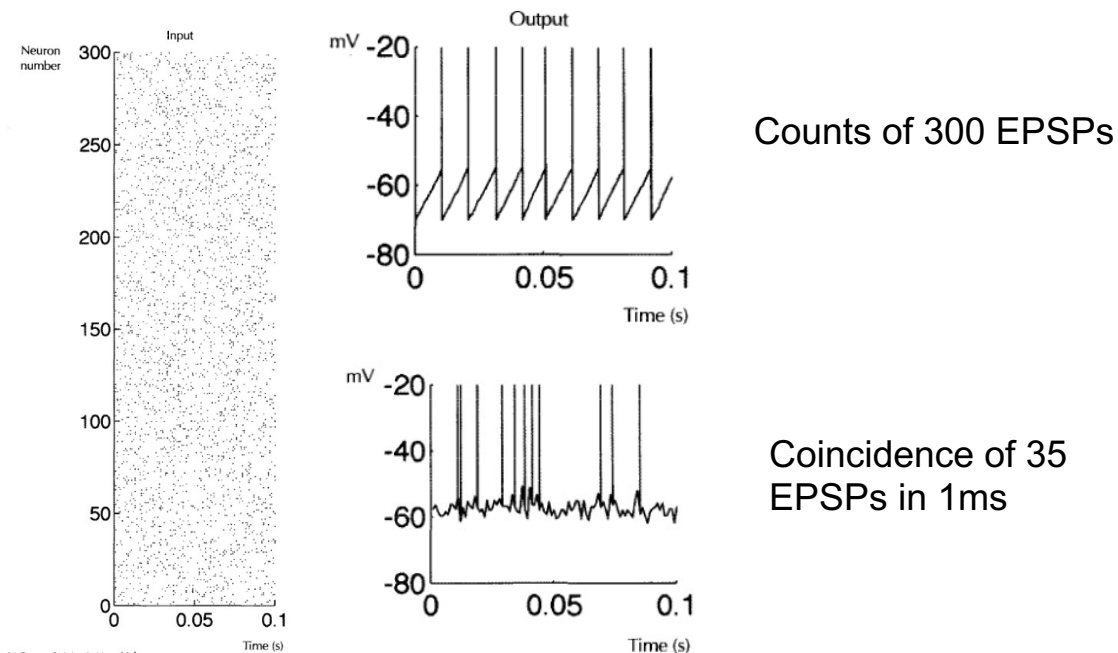 Input
Neuron
number
300
250
200
150
100
50
0
0 0.05 0.1
Time (s)
Output
mV -20
-40
-60
-80
0 0.05 0.1
Time (s)
Counts of 300 EPSPs
mV -20
-40
-60
-80
0 0.05 0.1
Time (s)
Coincidence of 35
EPSPs in 1ms